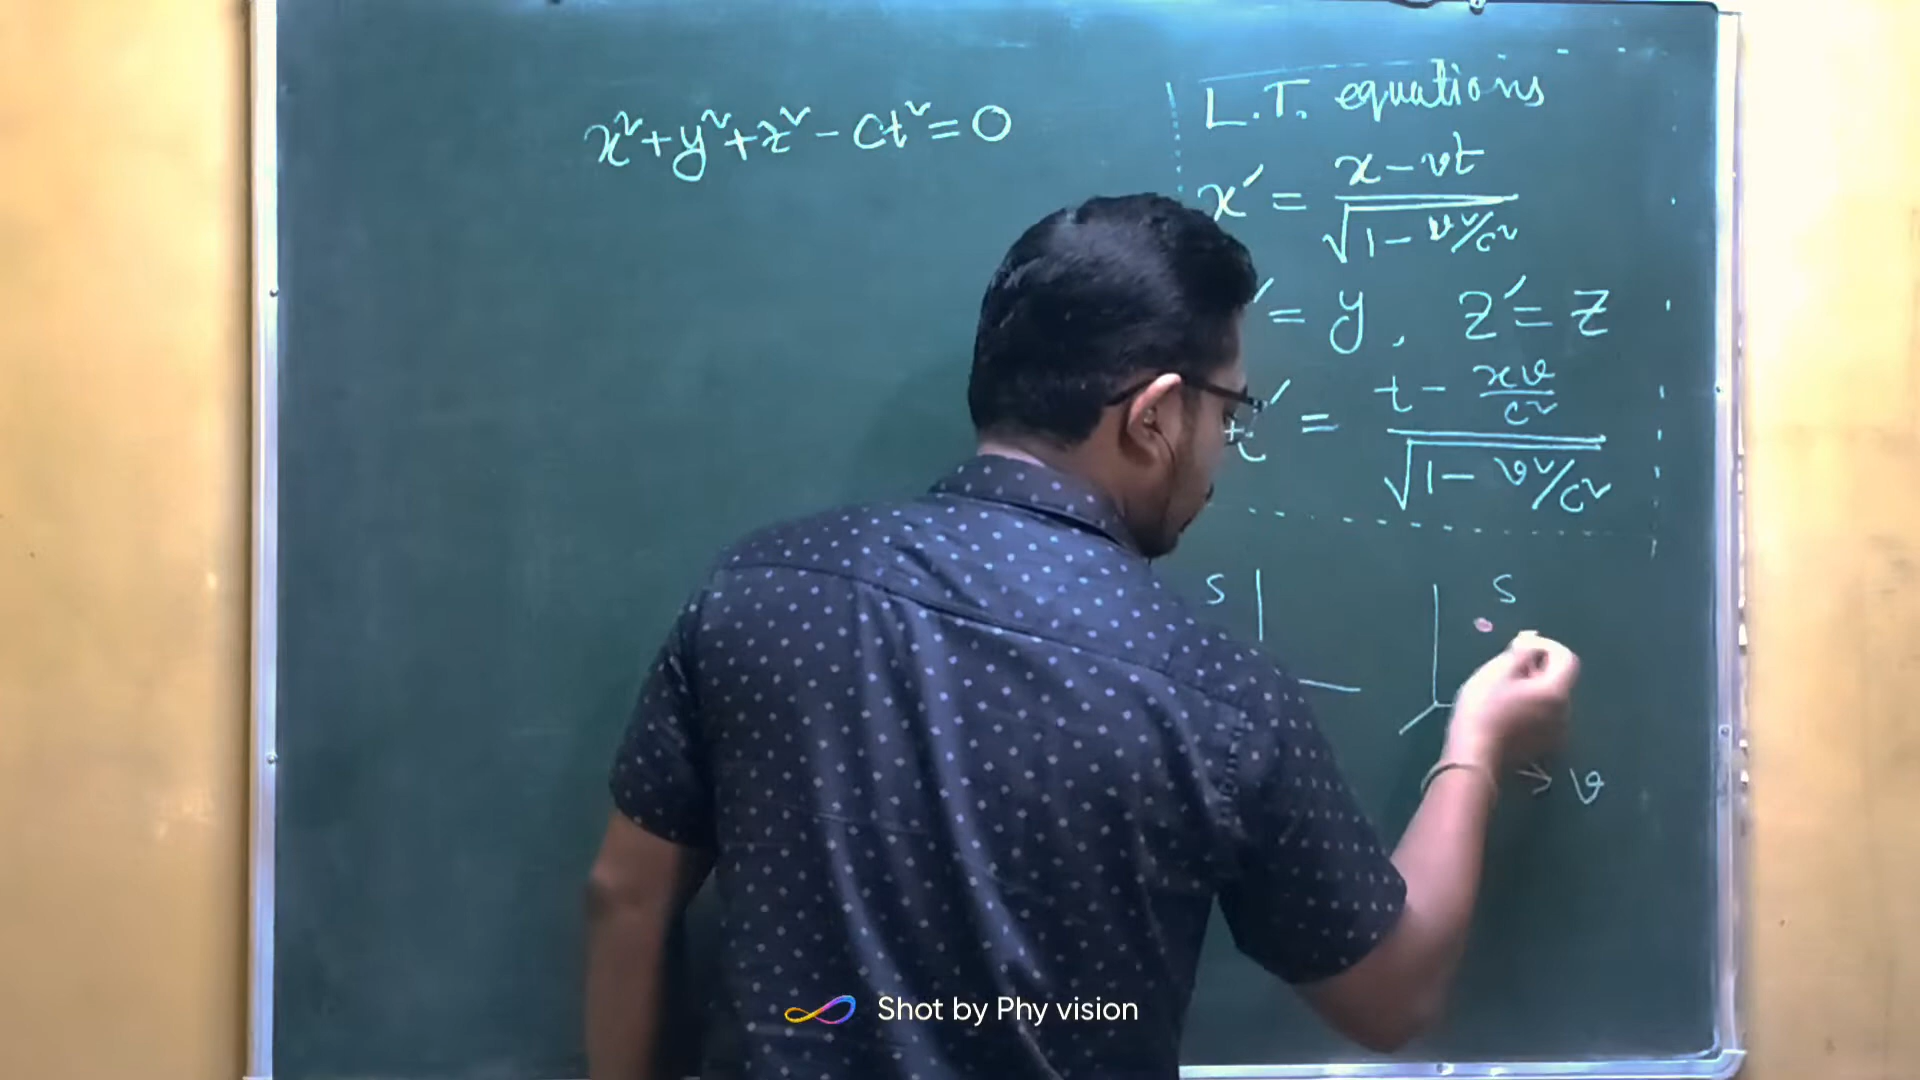 x² + y² + z² - ct² = 0
L.T. equations
x' = (x - vt) / √(1 - v²/c²)
' = y, z' = z
t' = (t - xv/c²) / √(1 - v²/c²)
S
S
→ v
Shot by Phy vision